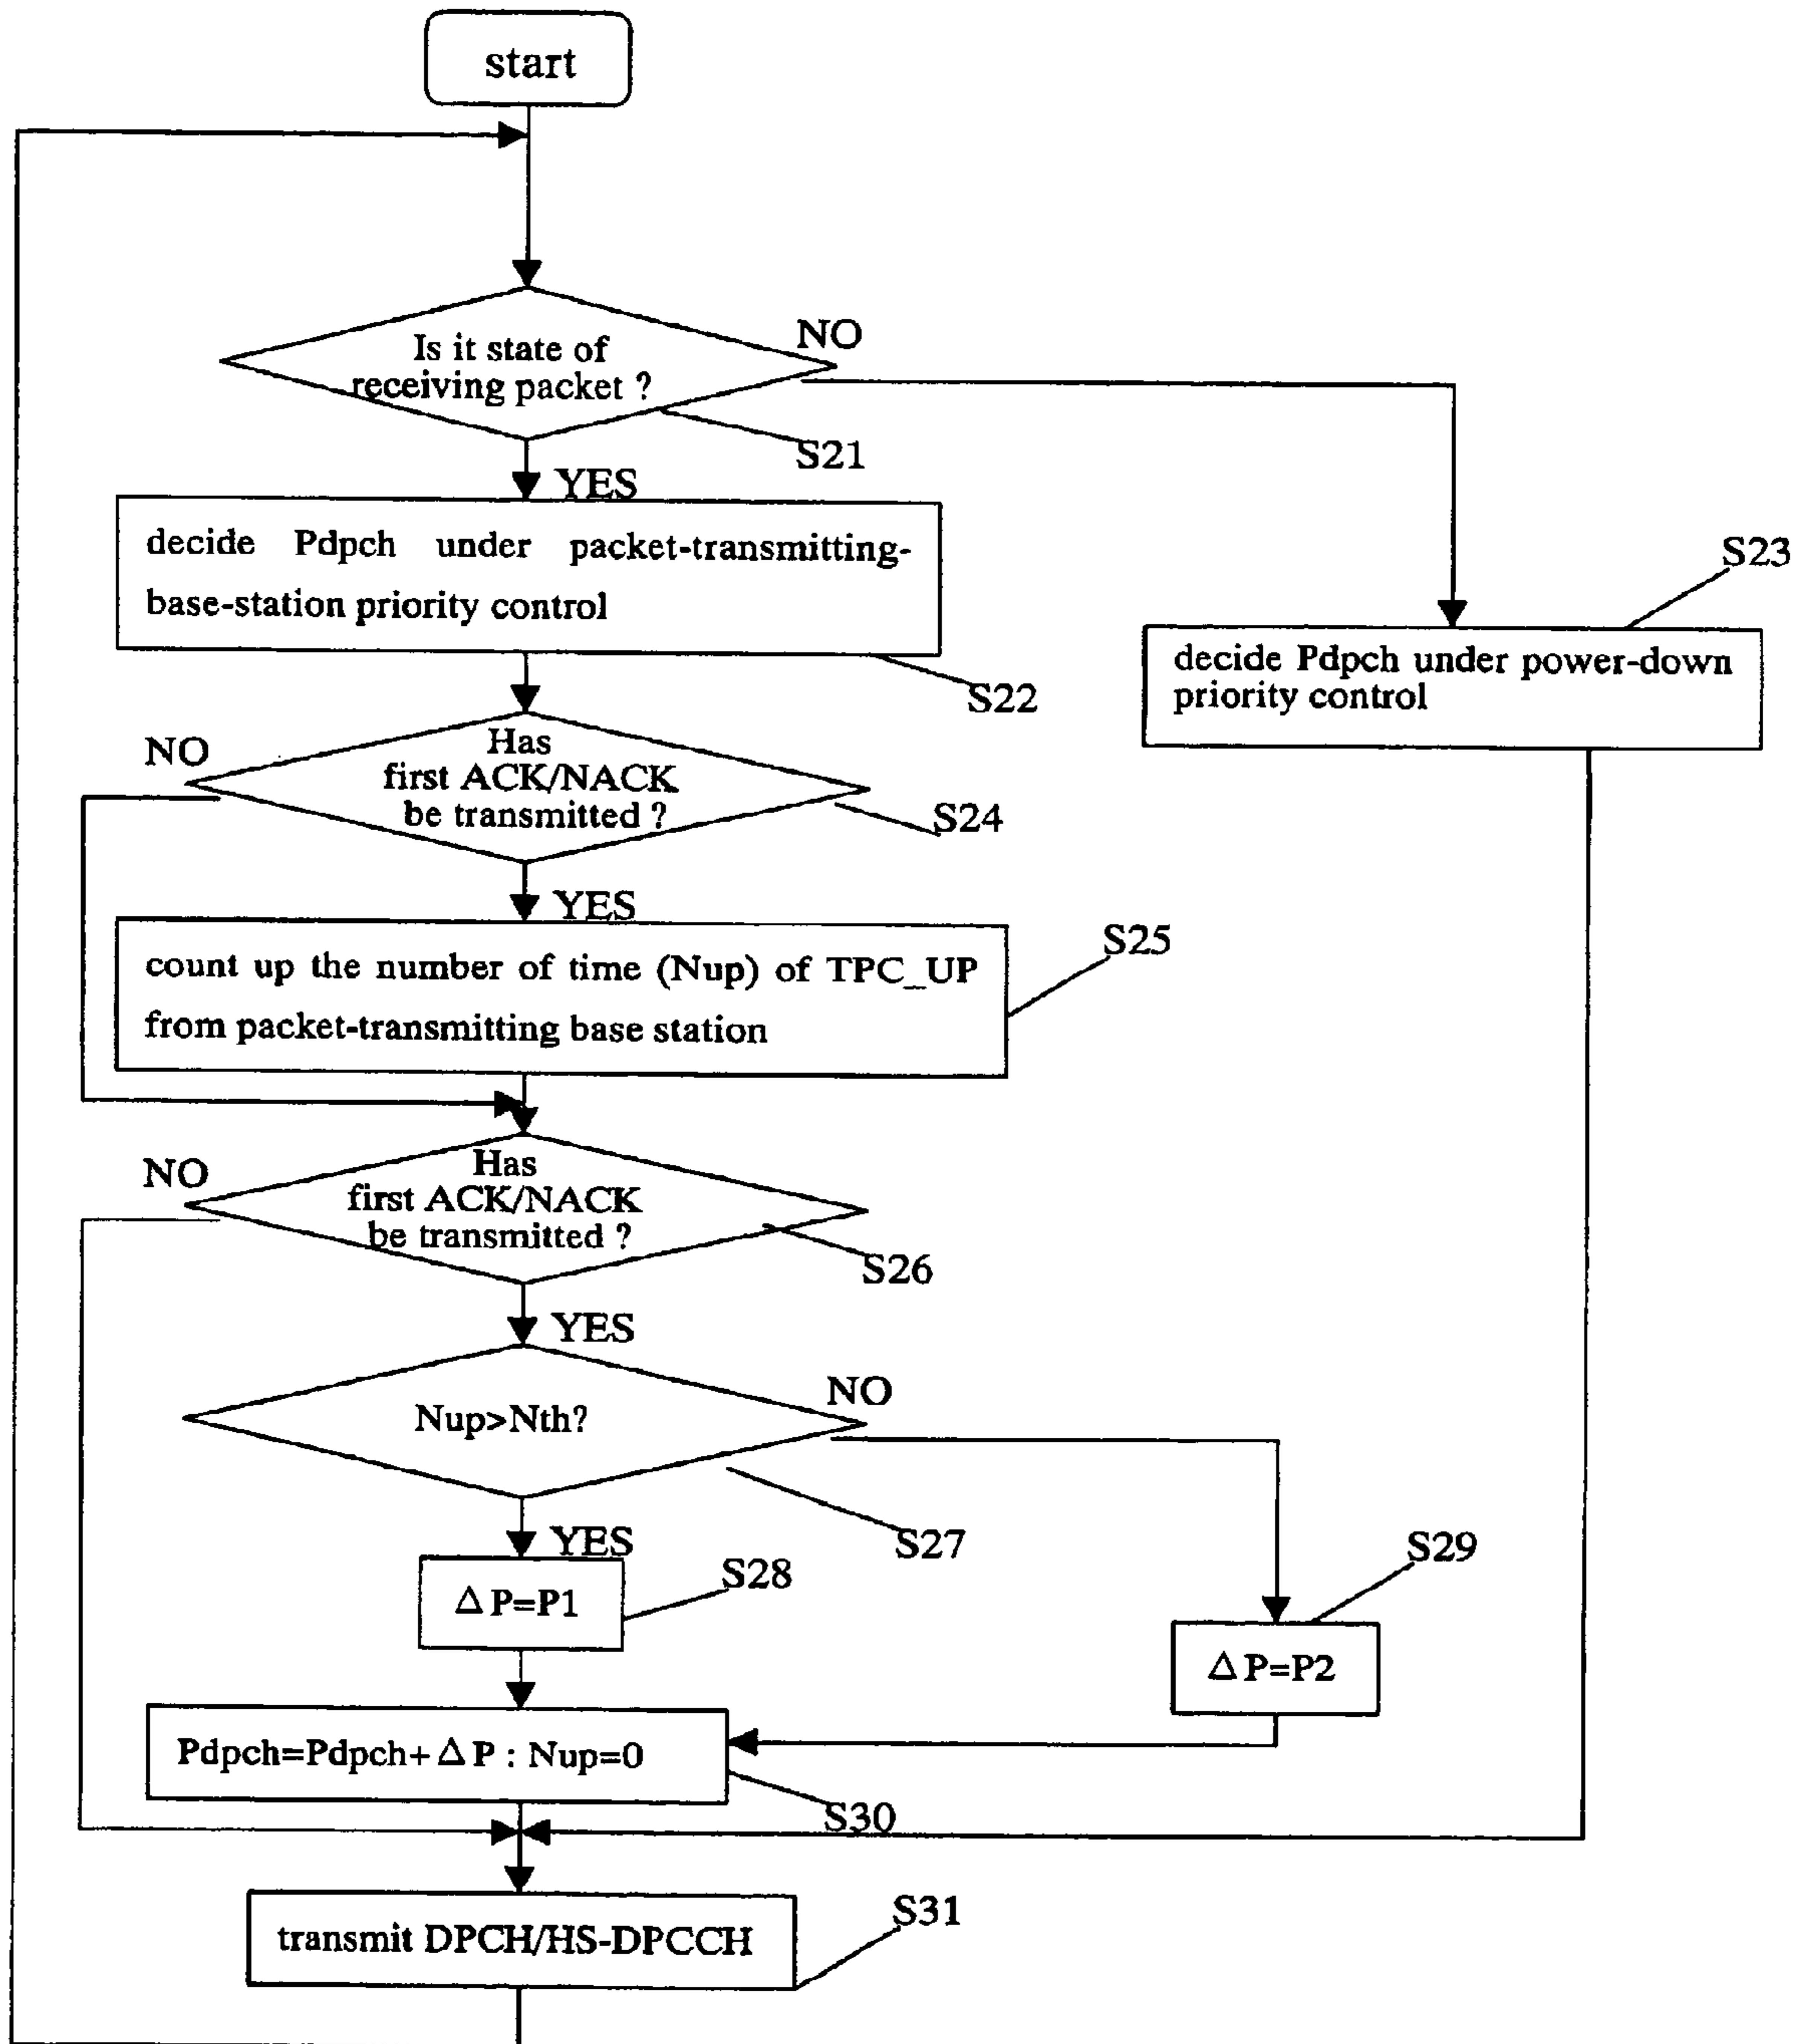 start
Is it state of
receiving packet ?
NO
S21
YES
decide Pdpch under packet-transmitting-
base-station priority control
S22
S23
decide Pdpch under power-down
priority control
NO
Has
first ACK/NACK
be transmitted ?
S24
YES
count up the number of time (Nup) of TPC_UP
from packet-transmitting base station
S25
NO
Has
first ACK/NACK
be transmitted ?
S26
YES
Nup>Nth?
NO
S27
YES
△P=P1
S28
S29
△P=P2
Pdpch=Pdpch+△P : Nup=0
S30
transmit DPCH/HS-DPCCH
S31